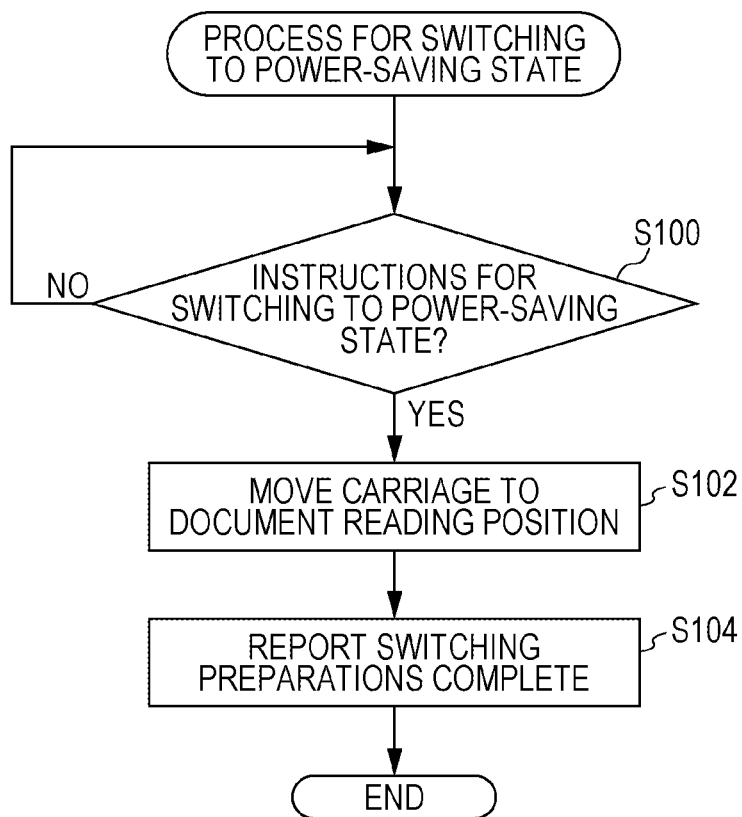 PROCESS FOR SWITCHING
TO POWER-SAVING STATE
S100
INSTRUCTIONS FOR
SWITCHING TO POWER-SAVING
STATE?
NO
YES
MOVE CARRIAGE TO
DOCUMENT READING POSITION
S102
REPORT SWITCHING
PREPARATIONS COMPLETE
S104
END